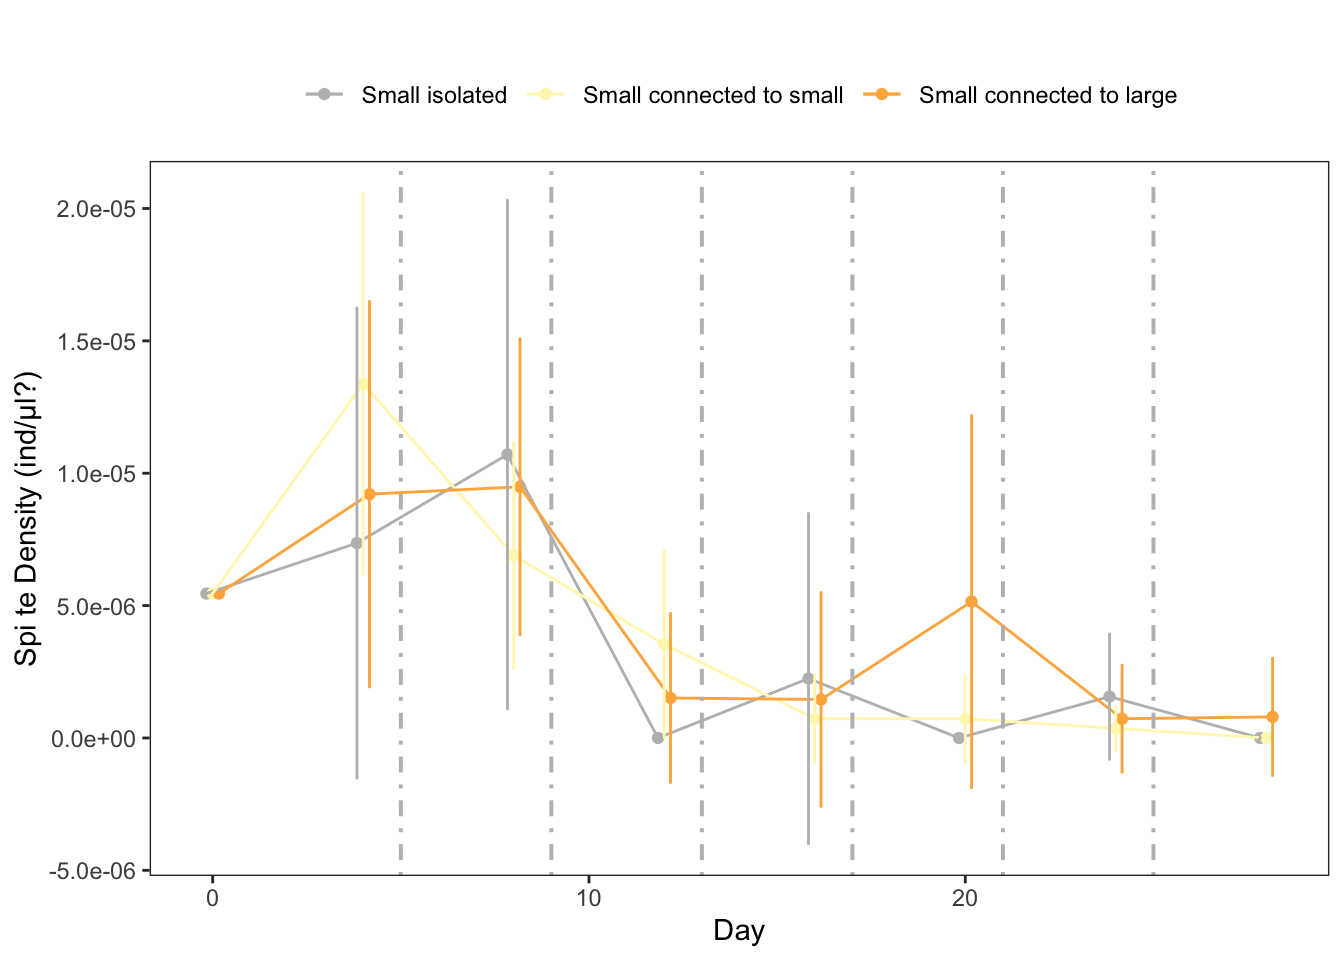 Small isolated Small connected to small Small connected to large
2.0e-05
1.5e-05
1.0e-05
5.0e-06
0.0e+00
-5.0e-06
Spi te Density (ind/µl?)
0 10 20
Day